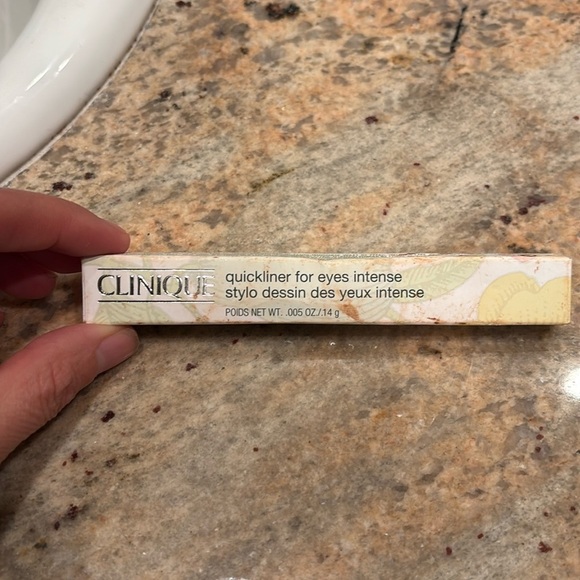 CLINIQUE
quickliner for eyes intense
stylo dessin des yeux intense
POIDS NET WT. .005 OZ./.14 g